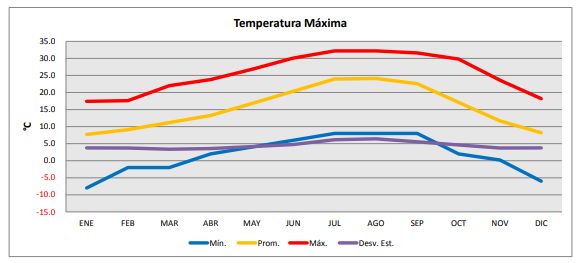 Temperatura Máxima
35.0
30.0
25.0
20.0
15.0
10.0
5.0
0.0
-5.0
-10.0
-15.0
°C
ENE FEB MAR ABR MAY JUN JUL AGO SEP OCT NOV DIC
Mín. Prom. Máx. Desv. Est.